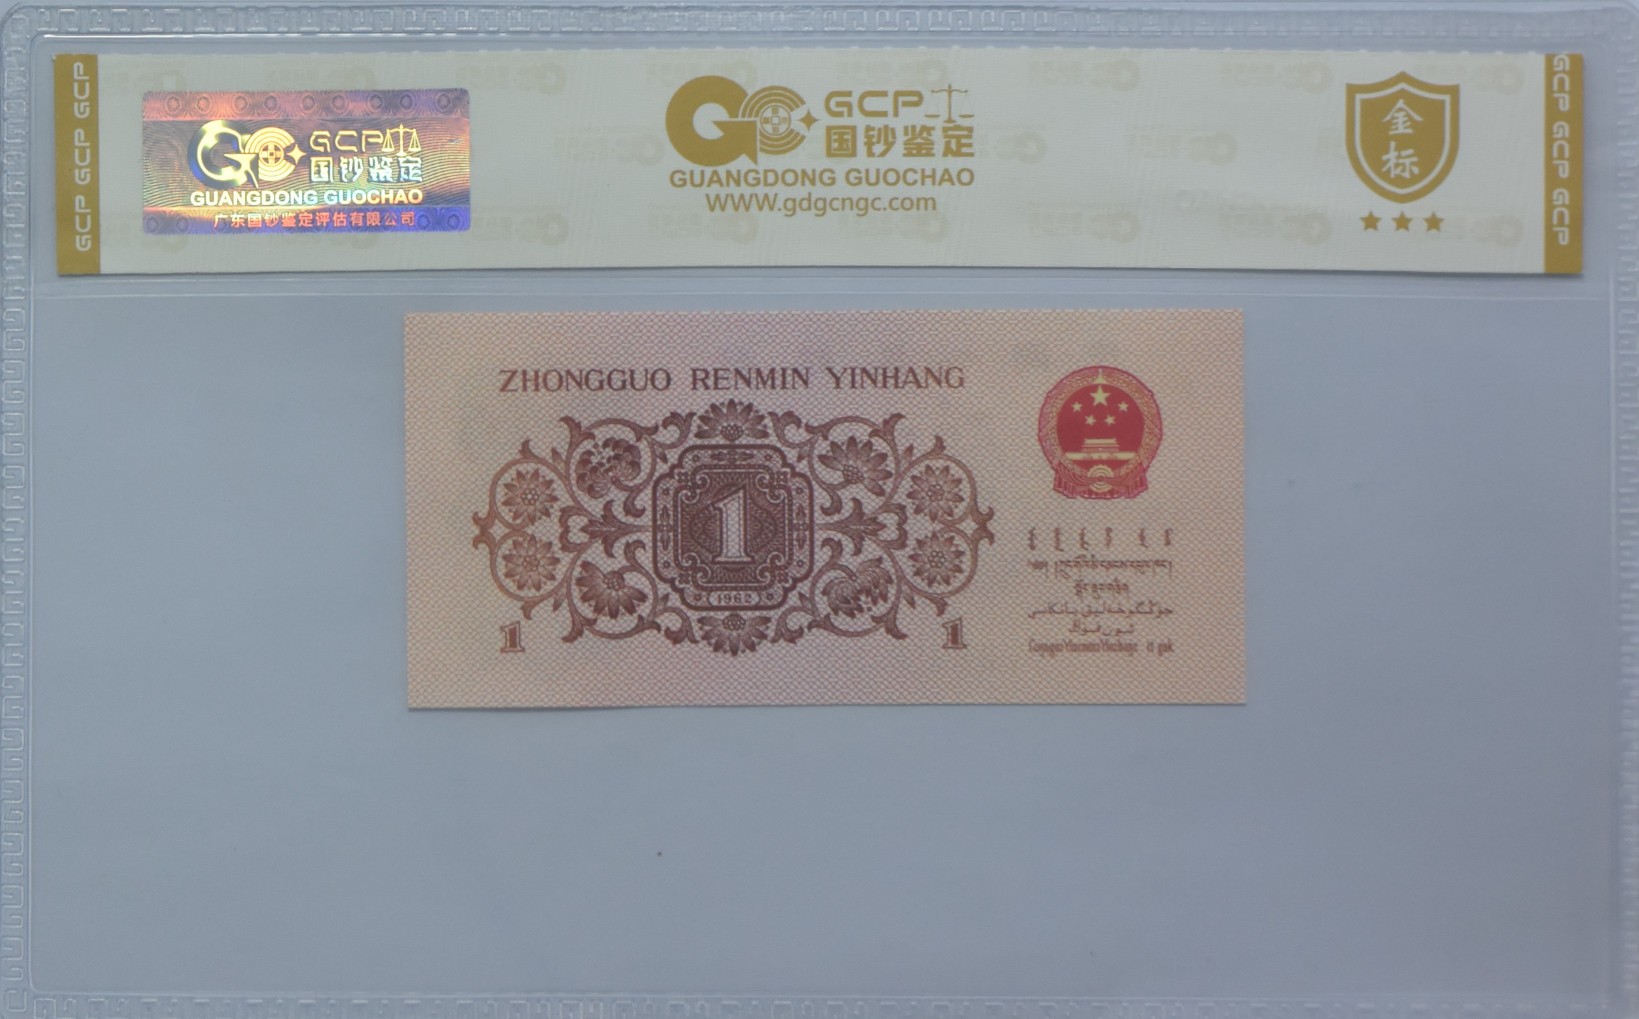 GCP GCP GCP
GCP
国钞鉴定
GUANGDONG GUOCHAO
广东国钞鉴定评估有限公司
GCP
国钞鉴定
GUANGDONG GUOCHAO
WWW.gdgcngc.com
金
标
GCP GCP GCP
ZHONGGUO RENMIN YINHANG
1
(1962)
1
1